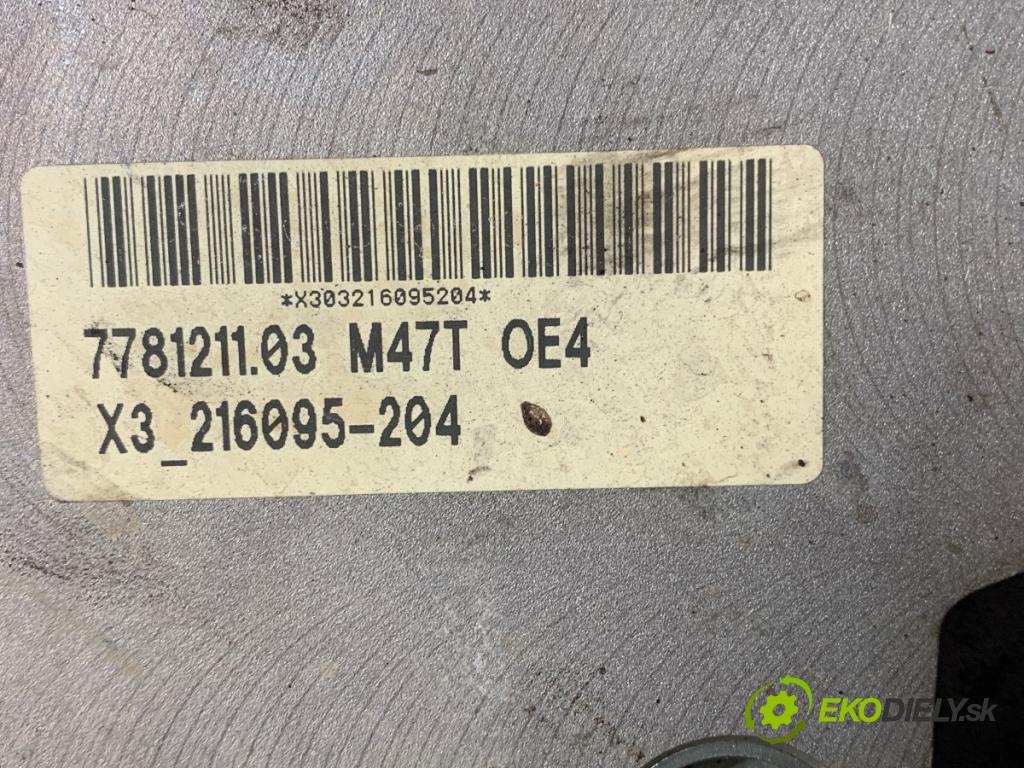 *X303216095204*
7781211.03 M47T OE4
X3_216095-204
EKODIELY.sk